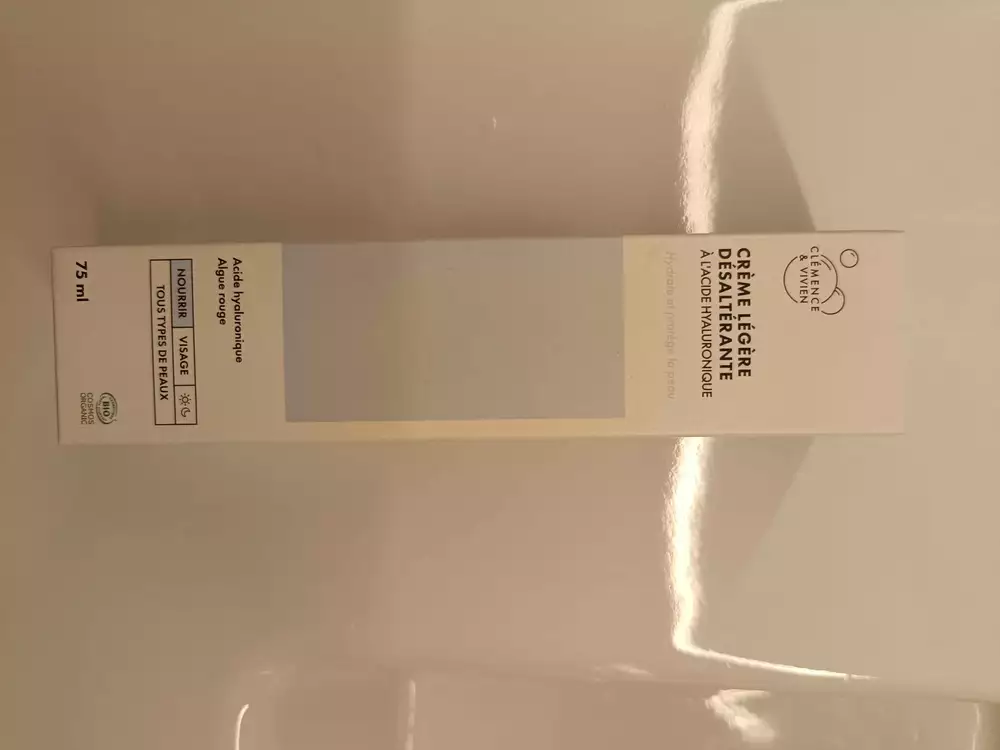 CLÉMENCE
& VIVIEN
CRÈME LÉGÈRE
DÉSALTÉRANTE
À L'ACIDE HYALURONIQUE
Hydrate et protège la peau
Acide hyaluronique
Algue rouge
NOURRIR VISAGE
TOUS TYPES DE PEAUX
75 ml
BIO
COSMOS
ORGANIC